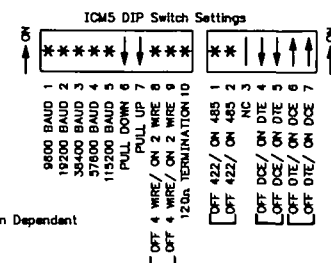 ICM5 DIP Switch Settings
ON
* * * * * * * *
* *
ON
9600 BAUD 1
19200 BAUD 2
38400 BAUD 3
57600 BAUD 4
115200 BAUD 5
PULL DOWN 6
PULL UP 7
OFF 4 WIRE/ ON 2 WIRE 8
OFF 4 WIRE/ ON 2 WIRE 9
120Ω TERMINATION 10
OFF 422/ ON 485 1
OFF 422/ ON 485 2
NC 3
OFF DCE/ ON DTE 4
OFF DCE/ ON DTE 5
OFF DTE/ ON DCE 6
OFF DTE/ ON DCE 7
n Dependant